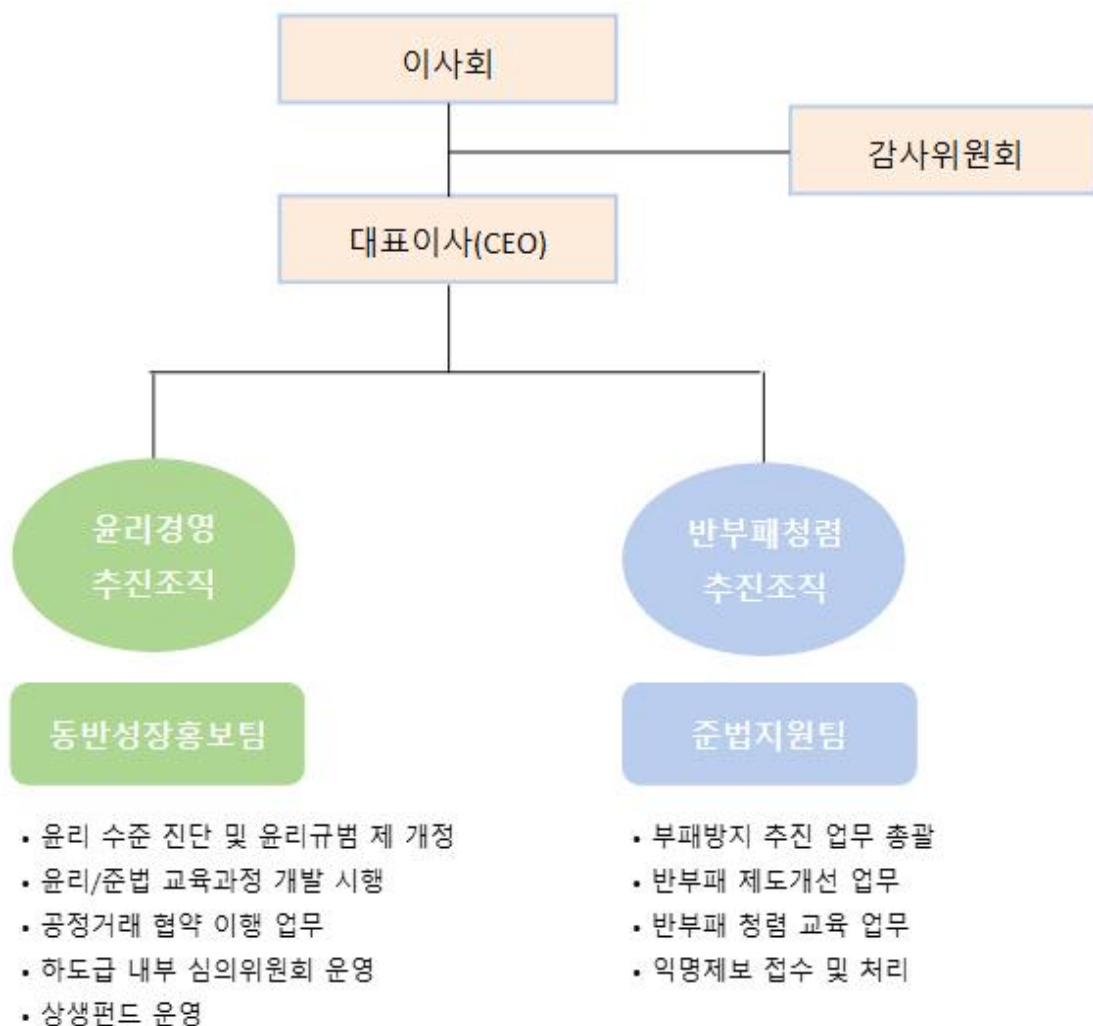 이사회
감사위원회
대표이사(CEO)
윤리경영
추진조직
반부패청렴
추진조직
동반성장홍보팀
준법지원팀
• 윤리 수준 진단 및 윤리규범 제 개정
• 윤리/준법 교육과정 개발 시행
• 공정거래 협약 이행 업무
• 하도급 내부 심의위원회 운영
• 상생펀드 운영
• 부패방지 추진 업무 총괄
• 반부패 제도개선 업무
• 반부패 청렴 교육 업무
• 익명제보 접수 및 처리